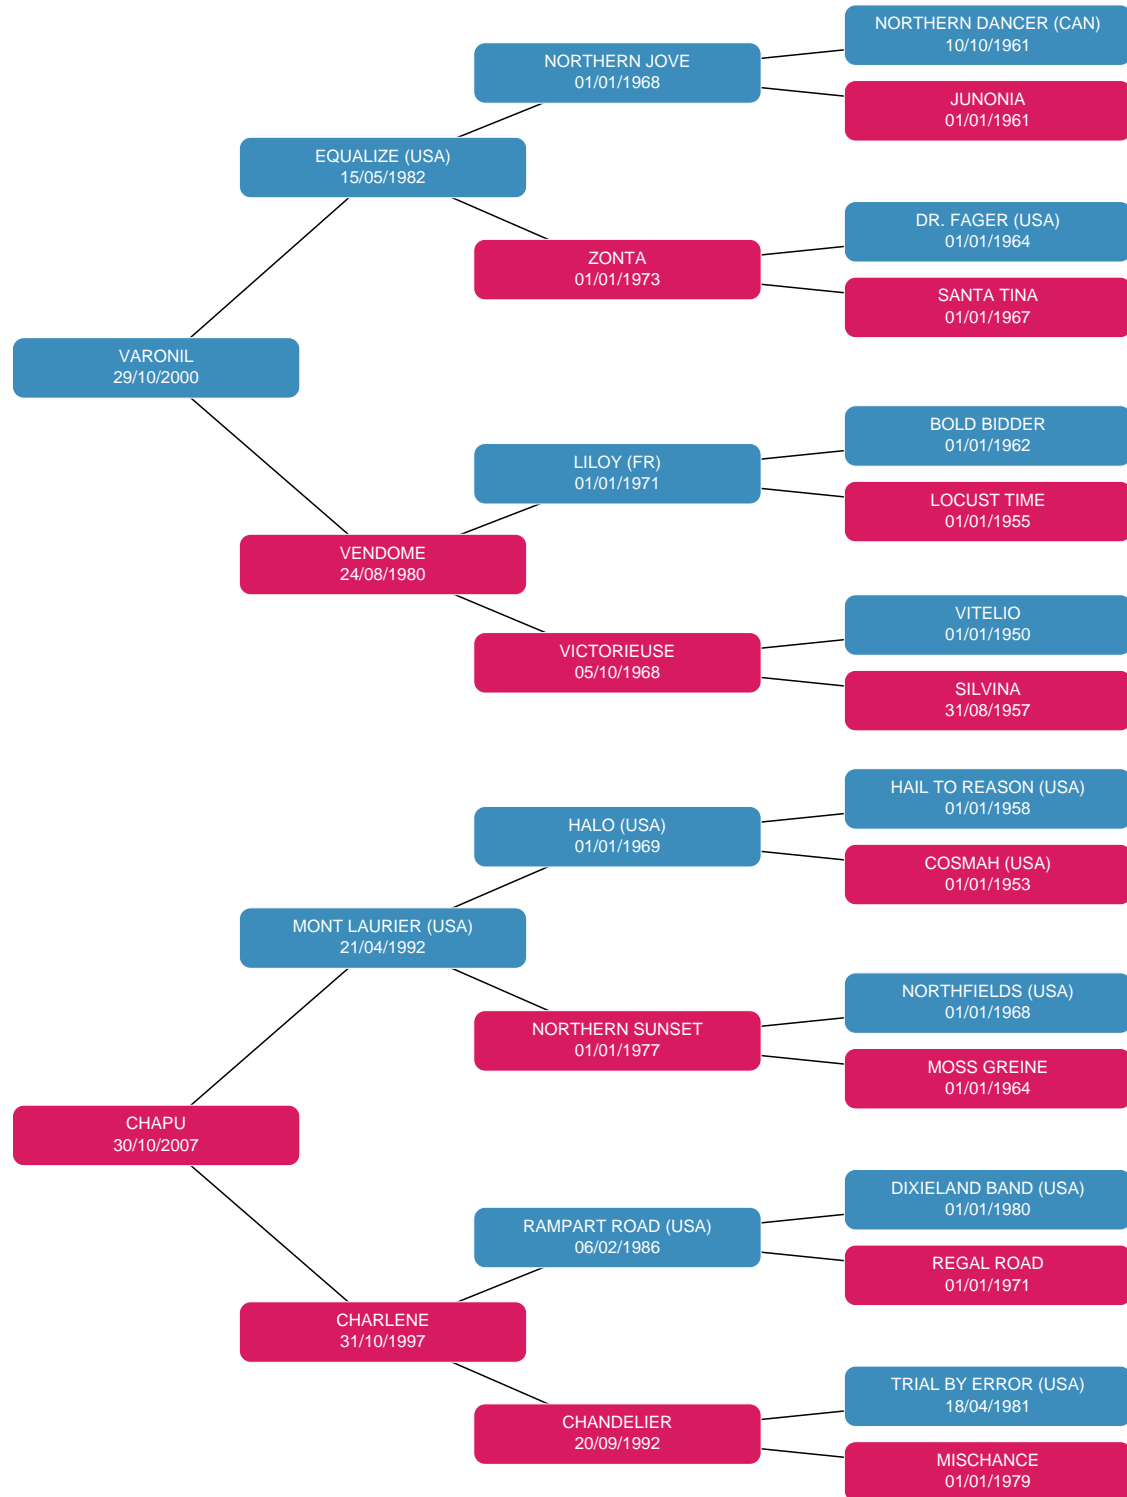 NORTHERN DANCER (CAN)
10/10/1961
NORTHERN JOVE
01/01/1968
JUNONIA
01/01/1961
EQUALIZE (USA)
15/05/1982
DR. FAGER (USA)
01/01/1964
ZONTA
01/01/1973
SANTA TINA
01/01/1967
VARONIL
29/10/2000
BOLD BIDDER
01/01/1962
LILOY (FR)
01/01/1971
LOCUST TIME
01/01/1955
VENDOME
24/08/1980
VITELIO
01/01/1950
VICTORIEUSE
05/10/1968
SILVINA
31/08/1957
HAIL TO REASON (USA)
01/01/1958
HALO (USA)
01/01/1969
COSMAH (USA)
01/01/1953
MONT LAURIER (USA)
21/04/1992
NORTHFIELDS (USA)
01/01/1968
NORTHERN SUNSET
01/01/1977
MOSS GREINE
01/01/1964
CHAPU
30/10/2007
DIXIELAND BAND (USA)
01/01/1980
RAMPART ROAD (USA)
06/02/1986
REGAL ROAD
01/01/1971
CHARLENE
31/10/1997
TRIAL BY ERROR (USA)
18/04/1981
CHANDELIER
20/09/1992
MISCHANCE
01/01/1979